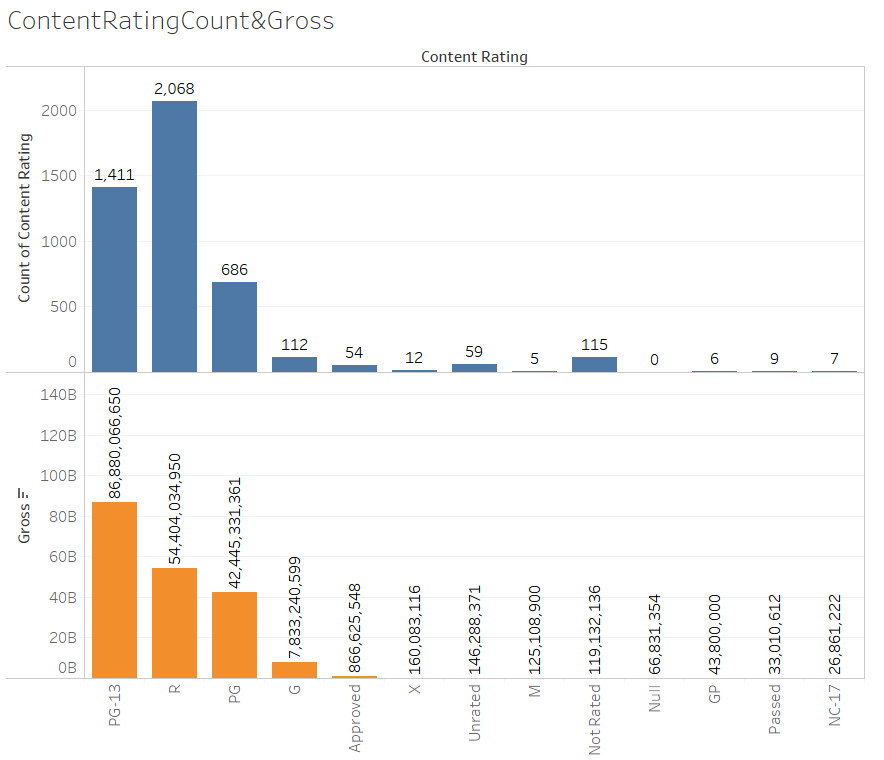 ContentRatingCount&Gross
Content Rating
Count of Content Rating
2000
1500
1000
500
0
1,411
2,068
686
112
54
12
59
5
115
0
6
9
7
Gross
140B
120B
100B
80B
60B
40B
20B
0B
86,880,066,650
54,404,034,950
42,445,331,361
7,833,240,599
866,625,548
160,083,116
146,288,371
125,108,900
119,132,136
66,831,354
43,800,000
33,010,612
26,861,222
PG-13
R
PG
G
Approved
X
Unrated
M
Not Rated
Null
GP
Passed
NC-17